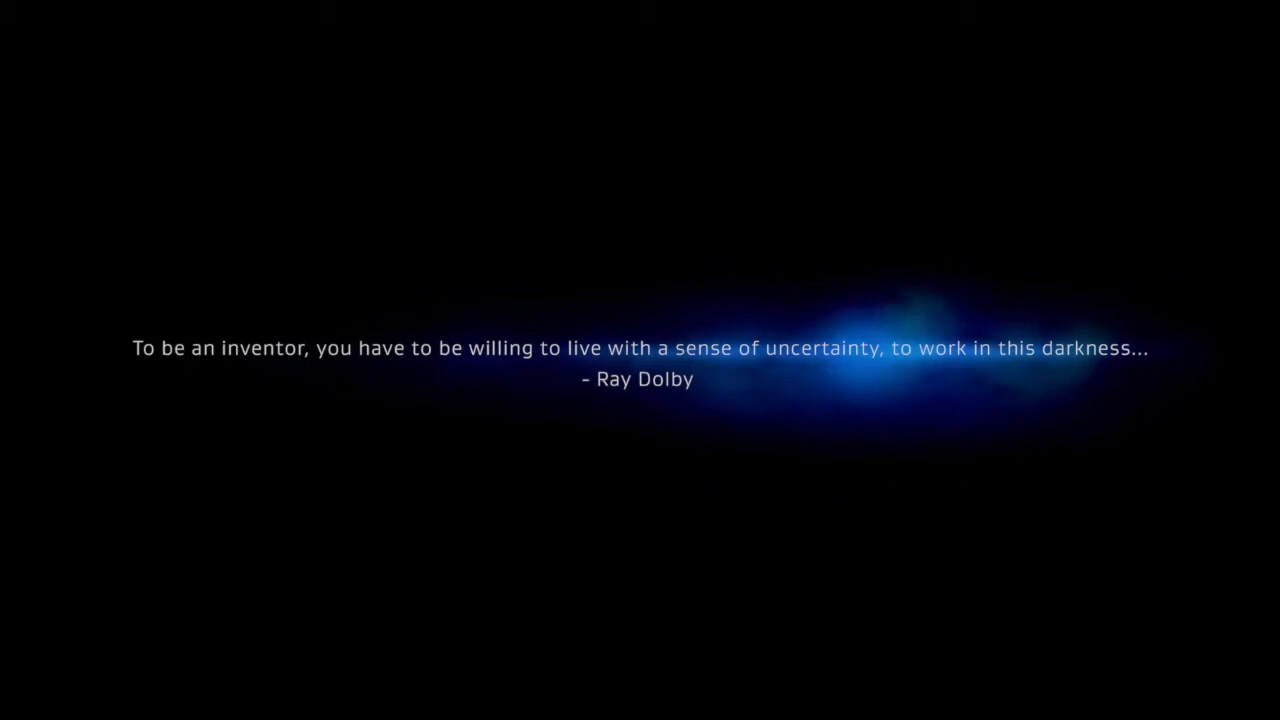 To be an inventor, you have to be willing to live with a sense of uncertainty, to work in this darkness...
- Ray Dolby